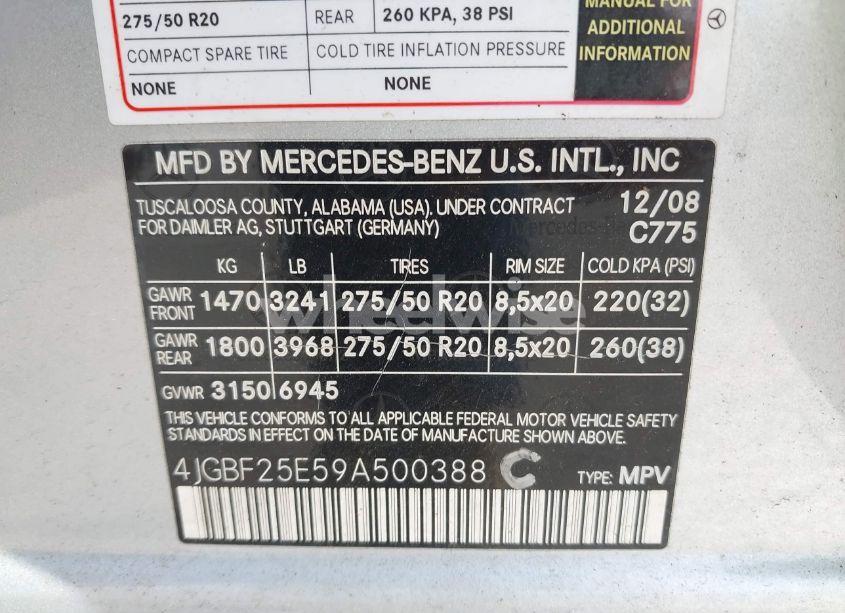 275/50 R20 REAR 260 KPA, 38 PSI
MANUAL FOR
ADDITIONAL
INFORMATION
COMPACT SPARE TIRE COLD TIRE INFLATION PRESSURE
NONE NONE
MFD BY MERCEDES-BENZ U.S. INTL., INC
TUSCALOOSA COUNTY, ALABAMA (USA). UNDER CONTRACT 12/08
FOR DAIMLER AG, STUTTGART (GERMANY) C775
KG LB TIRES RIM SIZE COLD KPA (PSI)
GAWR FRONT 1470 3241 275/50 R20 8,5x20 220(32)
GAWR REAR 1800 3968 275/50 R20 8,5x20 260(38)
wheelwise
GVWR 3150 6945
THIS VEHICLE CONFORMS TO ALL APPLICABLE FEDERAL MOTOR VEHICLE SAFETY
STANDARDS IN EFFECT ON THE DATE OF MANUFACTURE SHOWN ABOVE.
4JGBF25E59A500388 C TYPE: MPV